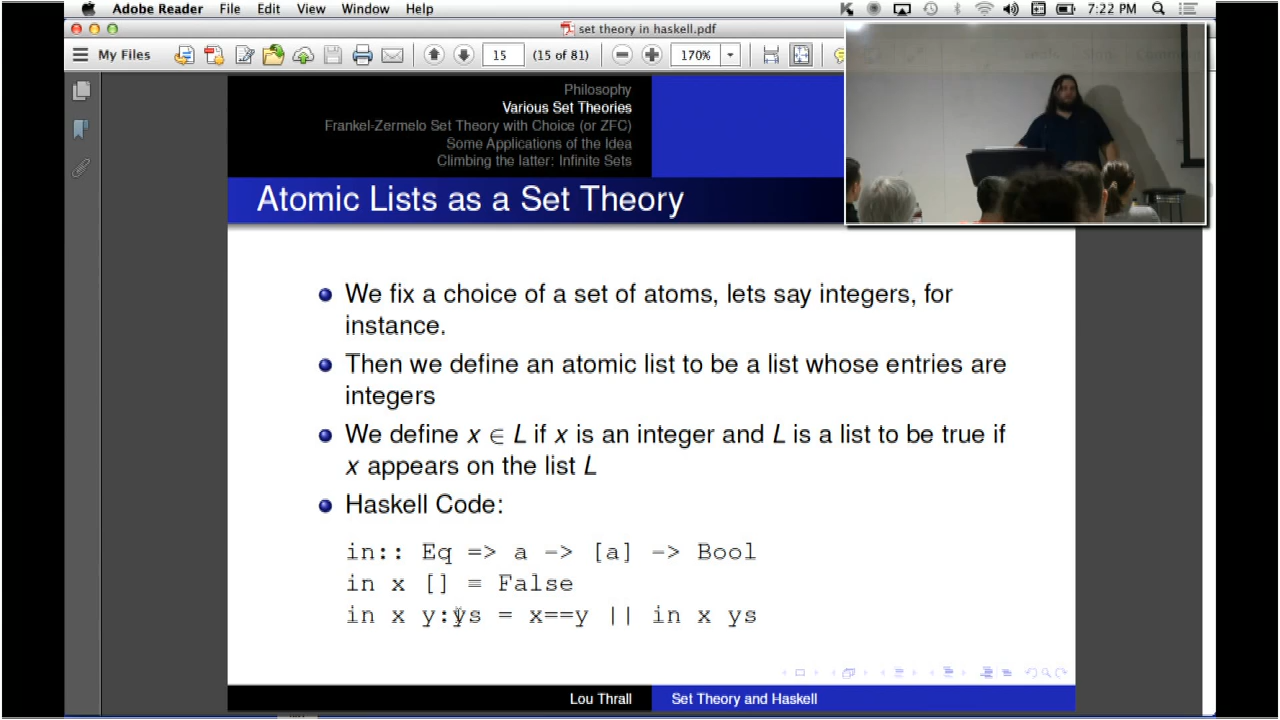 Adobe Reader File Edit View Window Help 7:22 PM
set theory in haskell.pdf
My Files 15 (15 of 81) 170%
Philosophy
Various Set Theories
Frankel-Zermelo Set Theory with Choice (or ZFC)
Some Applications of the Idea
Climbing the latter: Infinite Sets
Atomic Lists as a Set Theory
We fix a choice of a set of atoms, lets say integers, for
instance.
Then we define an atomic list to be a list whose entries are
integers
We define x ∈ L if x is an integer and L is a list to be true if
x appears on the list L
Haskell Code:
in:: Eq => a -> [a] -> Bool
in x [] = False
in x y:ys = x==y || in x ys
Lou Thrall Set Theory and Haskell